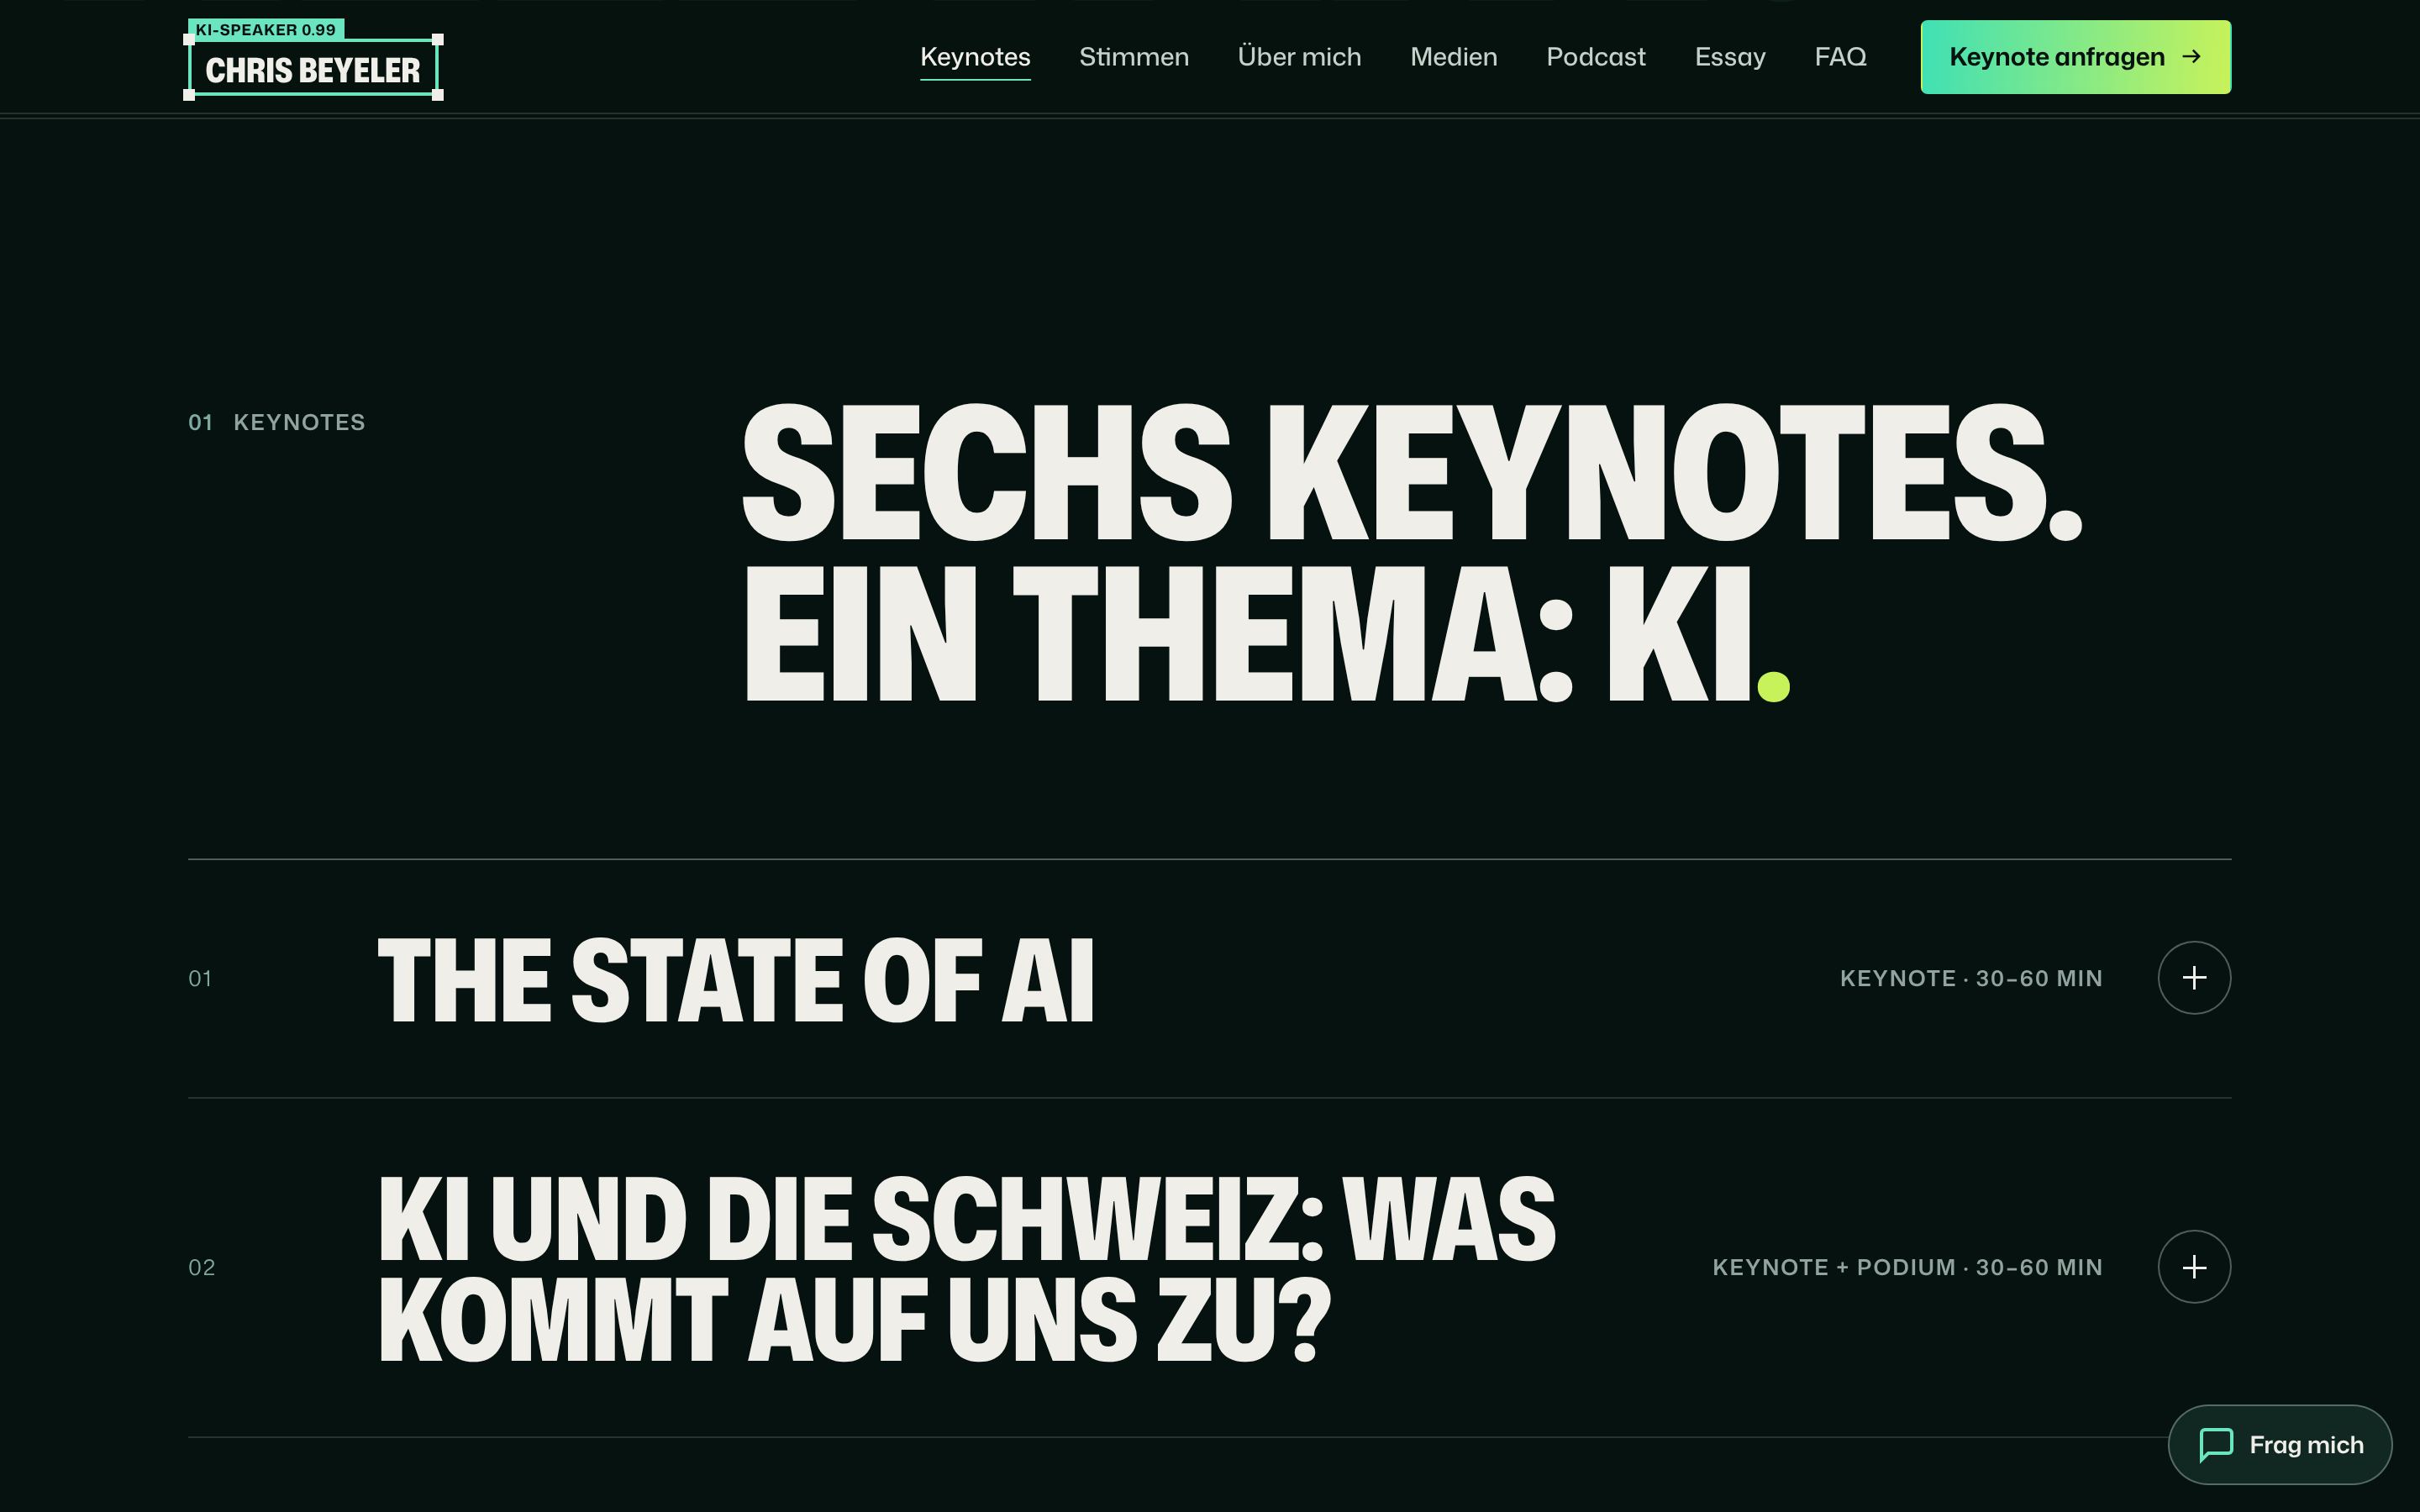 KI-SPEAKER 0.99
CHRIS BEYELER
Keynotes
Stimmen
Über mich
Medien
Podcast
Essay
FAQ
Keynote anfragen →
01 KEYNOTES
SECHS KEYNOTES.
EIN THEMA: KI.
01
THE STATE OF AI
KEYNOTE · 30–60 MIN
02
KI UND DIE SCHWEIZ: WAS
KOMMT AUF UNS ZU?
KEYNOTE + PODIUM · 30–60 MIN
Frag mich